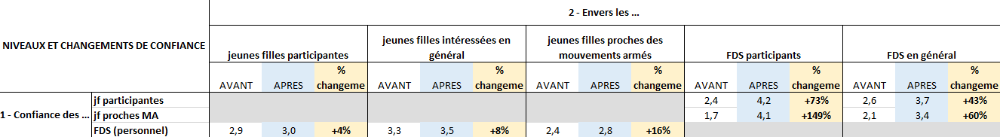 2 - Envers les ...
NIVEAUX ET CHANGEMENTS DE CONFIANCE
jeunes filles participantes
jeunes filles intéressées en
général
jeunes filles proches des
mouvements armés
FDS participants
FDS en général
AVANT APRES % changeme AVANT APRES % changeme AVANT APRES % changeme AVANT APRES % changeme AVANT APRES % changeme
1 - Confiance des ...
jf participantes 2,4 4,2 +73% 2,6 3,7 +43%
jf proches MA 1,7 4,1 +149% 2,1 3,4 +60%
FDS (personnel) 2,9 3,0 +4% 3,3 3,5 +8% 2,4 2,8 +16%